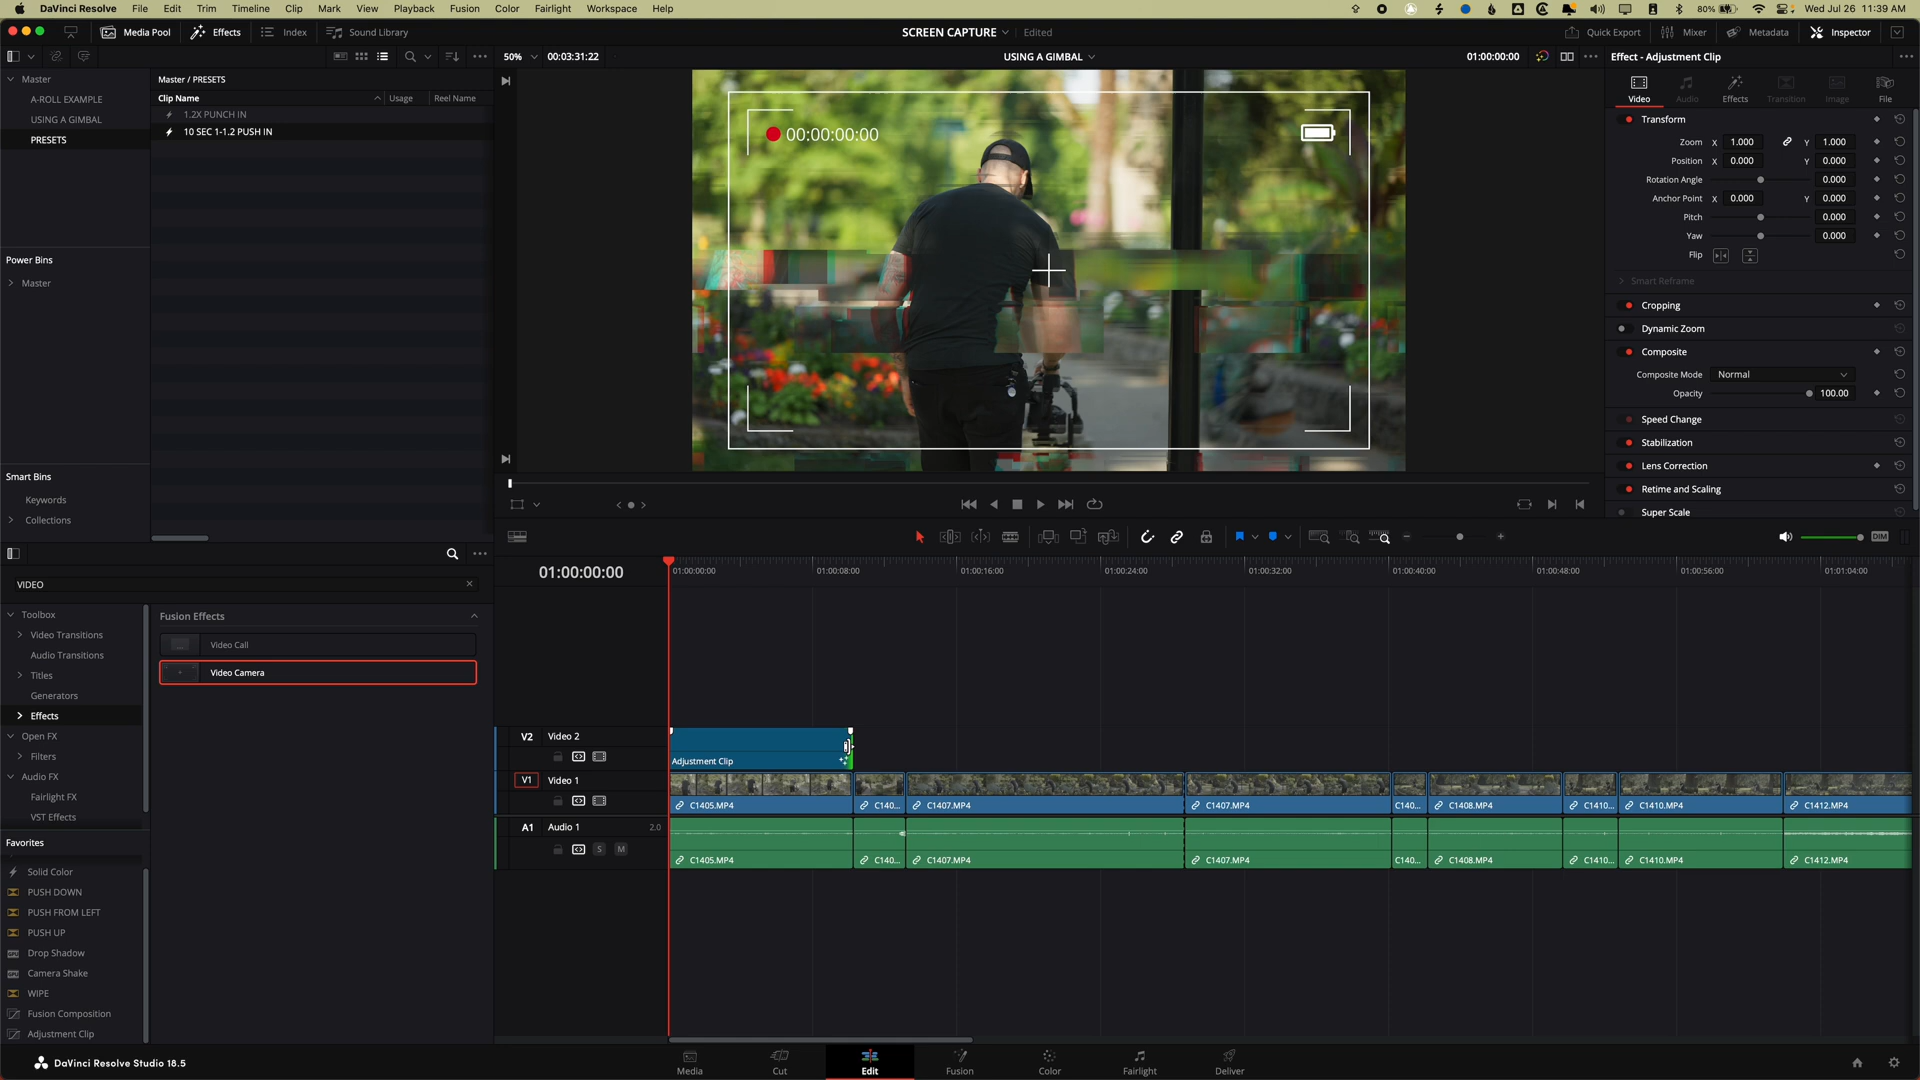 DaVinci Resolve File Edit Trim Timeline Clip Mark View Playback Fusion Color Fairlight Workspace Help
80% Wed Jul 26 11:39 AM
Media Pool Effects Index Sound Library
SCREEN CAPTURE Edited
Quick Export Mixer Metadata Inspector
50% 00:03:31:22
USING A GIMBAL
01:00:00:00
Effect - Adjustment Clip
Master
A-ROLL EXAMPLE
USING A GIMBAL
PRESETS
Master / PRESETS
Clip Name Usage Reel Name
1.2X PUNCH IN
10 SEC 1-1.2 PUSH IN
Power Bins
Master
Smart Bins
Keywords
Collections
00:00:00:00
Video Audio Effects Transition Image File
Transform
Zoom X 1.000 Y 1.000
Position X 0.000 Y 0.000
Rotation Angle 0.000
Anchor Point X 0.000 Y 0.000
Pitch 0.000
Yaw 0.000
Flip
Smart Reframe
Cropping
Dynamic Zoom
Composite
Composite Mode Normal
Opacity 100.00
Speed Change
Stabilization
Lens Correction
Retime and Scaling
Super Scale
DIM
VIDEO
Toolbox
Video Transitions
Audio Transitions
Titles
Generators
Effects
Open FX
Filters
Audio FX
Fairlight FX
VST Effects
Fusion Effects
Video Call
Video Camera
Favorites
Solid Color
PUSH DOWN
PUSH FROM LEFT
PUSH UP
Drop Shadow
Camera Shake
WIPE
Fusion Composition
Adjustment Clip
01:00:00:00
01:00:00:00 01:00:08:00 01:00:16:00 01:00:24:00 01:00:32:00 01:00:40:00 01:00:48:00 01:00:56:00 01:01:04:00
V2 Video 2
Adjustment Clip
V1 Video 1
C1405.MP4 C140... C1407.MP4 C1407.MP4 C140... C1408.MP4 C1410... C1410.MP4 C1412.MP4
A1 Audio 1 2.0
S M
C1405.MP4 C140... C1407.MP4 C1407.MP4 C140... C1408.MP4 C1410... C1410.MP4 C1412.MP4
DaVinci Resolve Studio 18.5
Media Cut Edit Fusion Color Fairlight Deliver